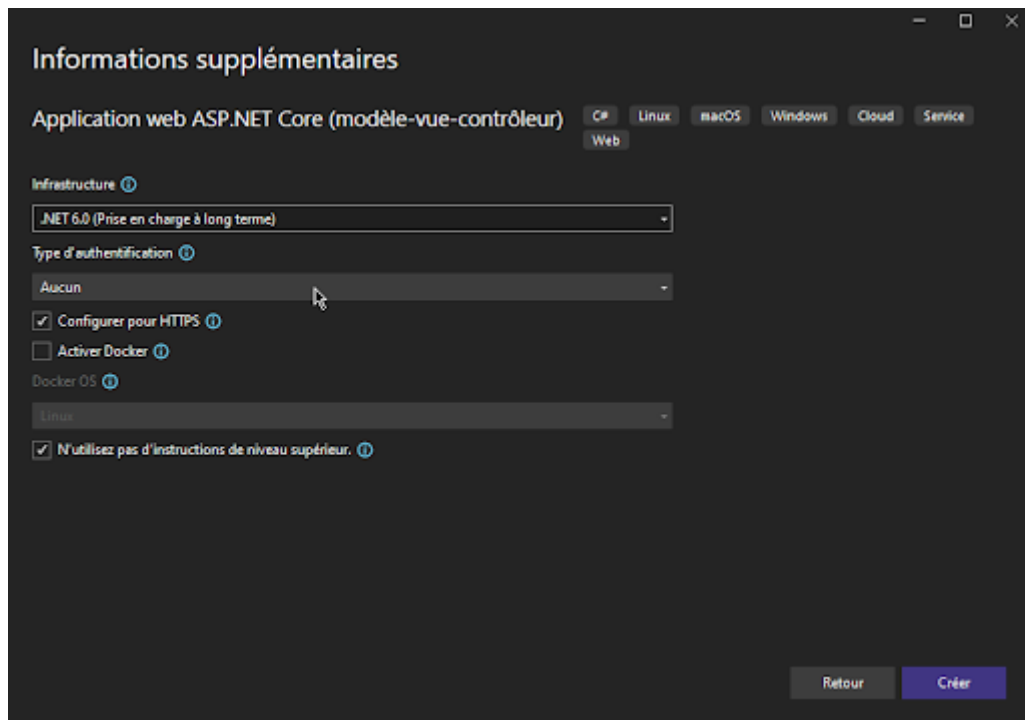 Informations supplémentaires
Application web ASP.NET Core (modèle-vue-contrôleur) C# Linux macOS Windows Cloud Service
Web
Infrastructure
.NET 6.0 (Prise en charge à long terme)
Type d'authentification
Aucun
Configurer pour HTTPS
Activer Docker
Docker OS
Linux
N'utilisez pas d'instructions de niveau supérieur.
Retour Créer